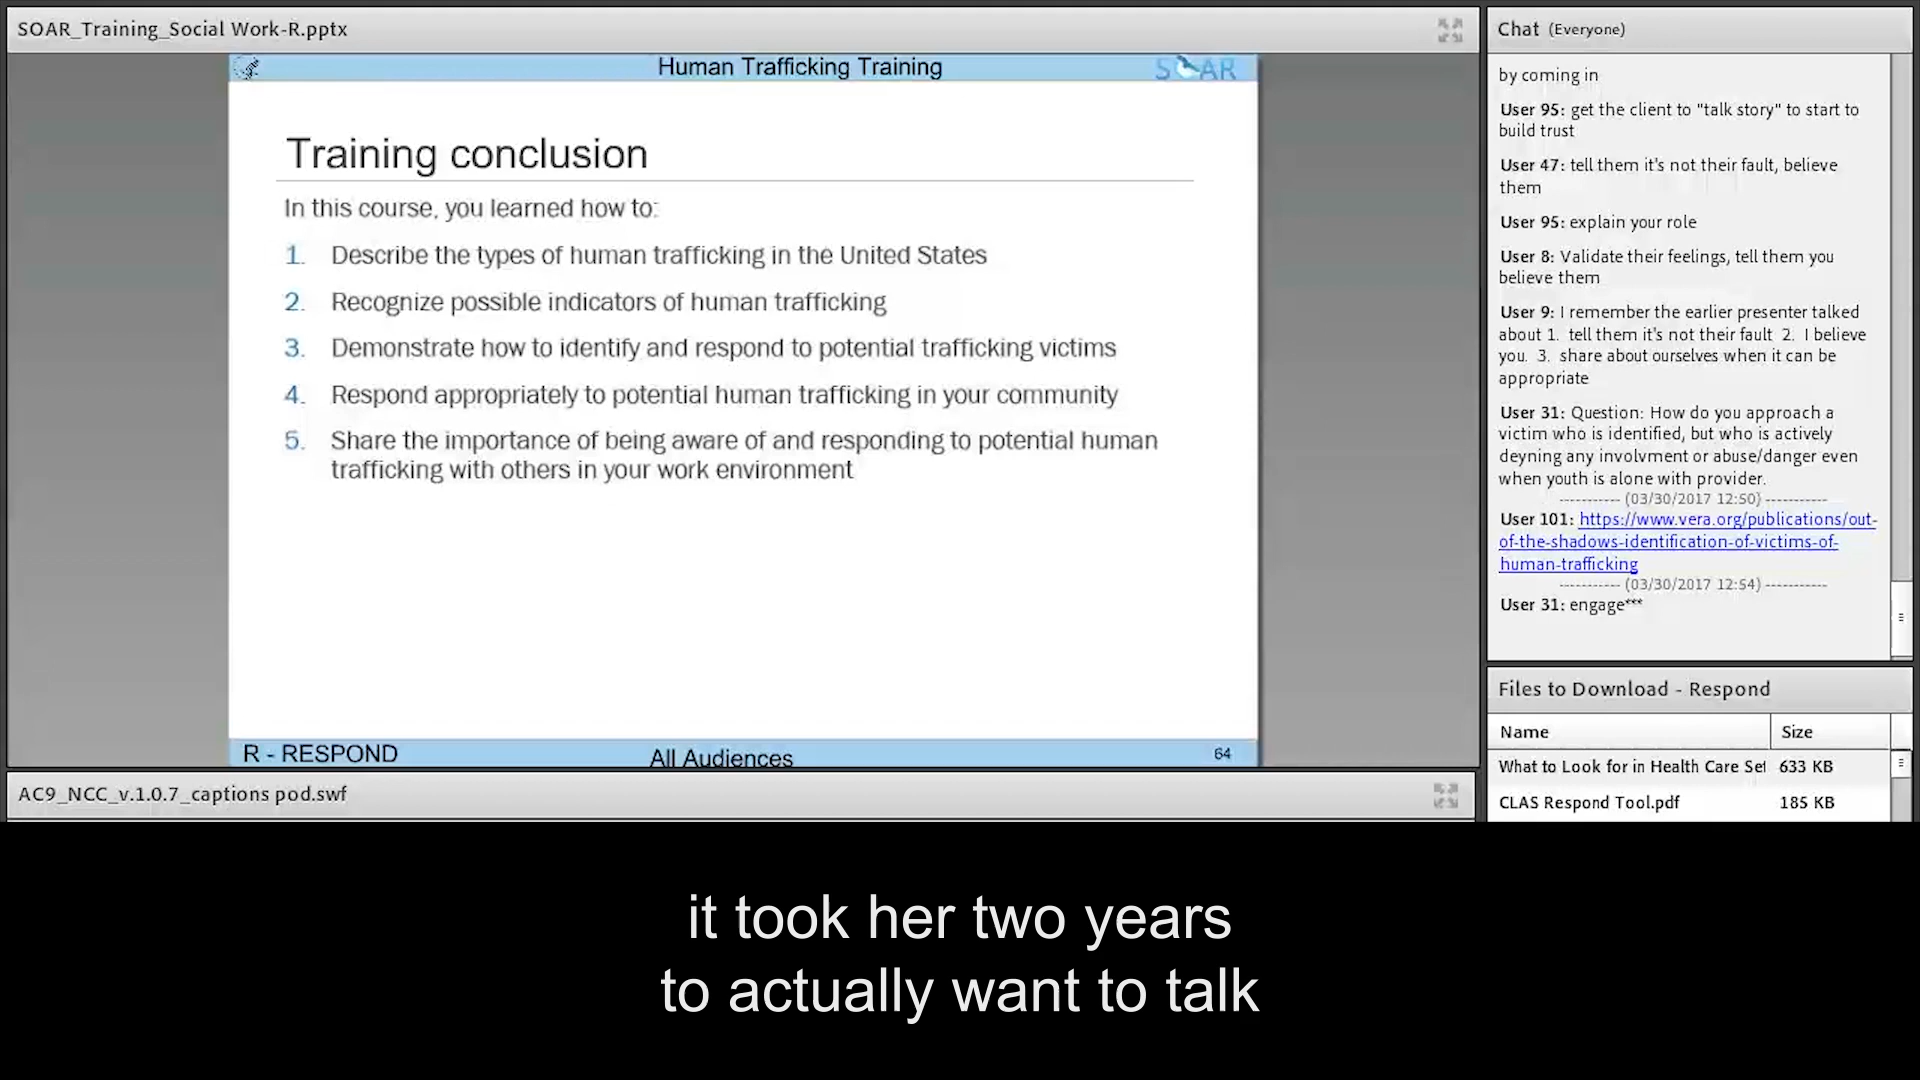 SOAR_Training_Social Work-R.pptx
Human Trafficking Training
SOAR
Training conclusion
In this course, you learned how to:
1. Describe the types of human trafficking in the United States
2. Recognize possible indicators of human trafficking
3. Demonstrate how to identify and respond to potential trafficking victims
4. Respond appropriately to potential human trafficking in your community
5. Share the importance of being aware of and responding to potential human
trafficking with others in your work environment
R - RESPOND
All Audiences
64
AC9_NCC_v.1.0.7_captions pod.swf
it took her two years
to actually want to talk
Chat (Everyone)
by coming in
User 95: get the client to "talk story" to start to
build trust
User 47: tell them it's not their fault, believe
them
User 95: explain your role
User 8: Validate their feelings, tell them you
believe them
User 9: I remember the earlier presenter talked
about 1. tell them it's not their fault 2. I believe
you. 3. share about ourselves when it can be
appropriate
User 31: Question: How do you approach a
victim who is identified, but who is actively
deyning any involvment or abuse/danger even
when youth is alone with provider.
----------- (03/30/2017 12:50) -----------
User 101: https://www.vera.org/publications/out-
of-the-shadows-identification-of-victims-of-
human-trafficking
----------- (03/30/2017 12:54) -----------
User 31: engage***
Files to Download - Respond
Name Size
What to Look for in Health Care Set 633 KB
CLAS Respond Tool.pdf 185 KB